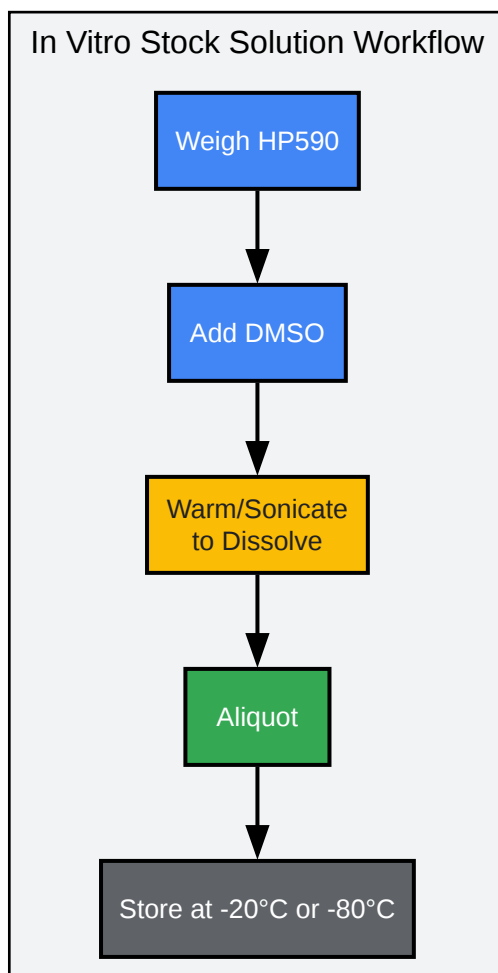 In Vitro Stock Solution Workflow
Weigh HP590
Add DMSO
Warm/Sonicate
to Dissolve
Aliquot
Store at -20°C or -80°C